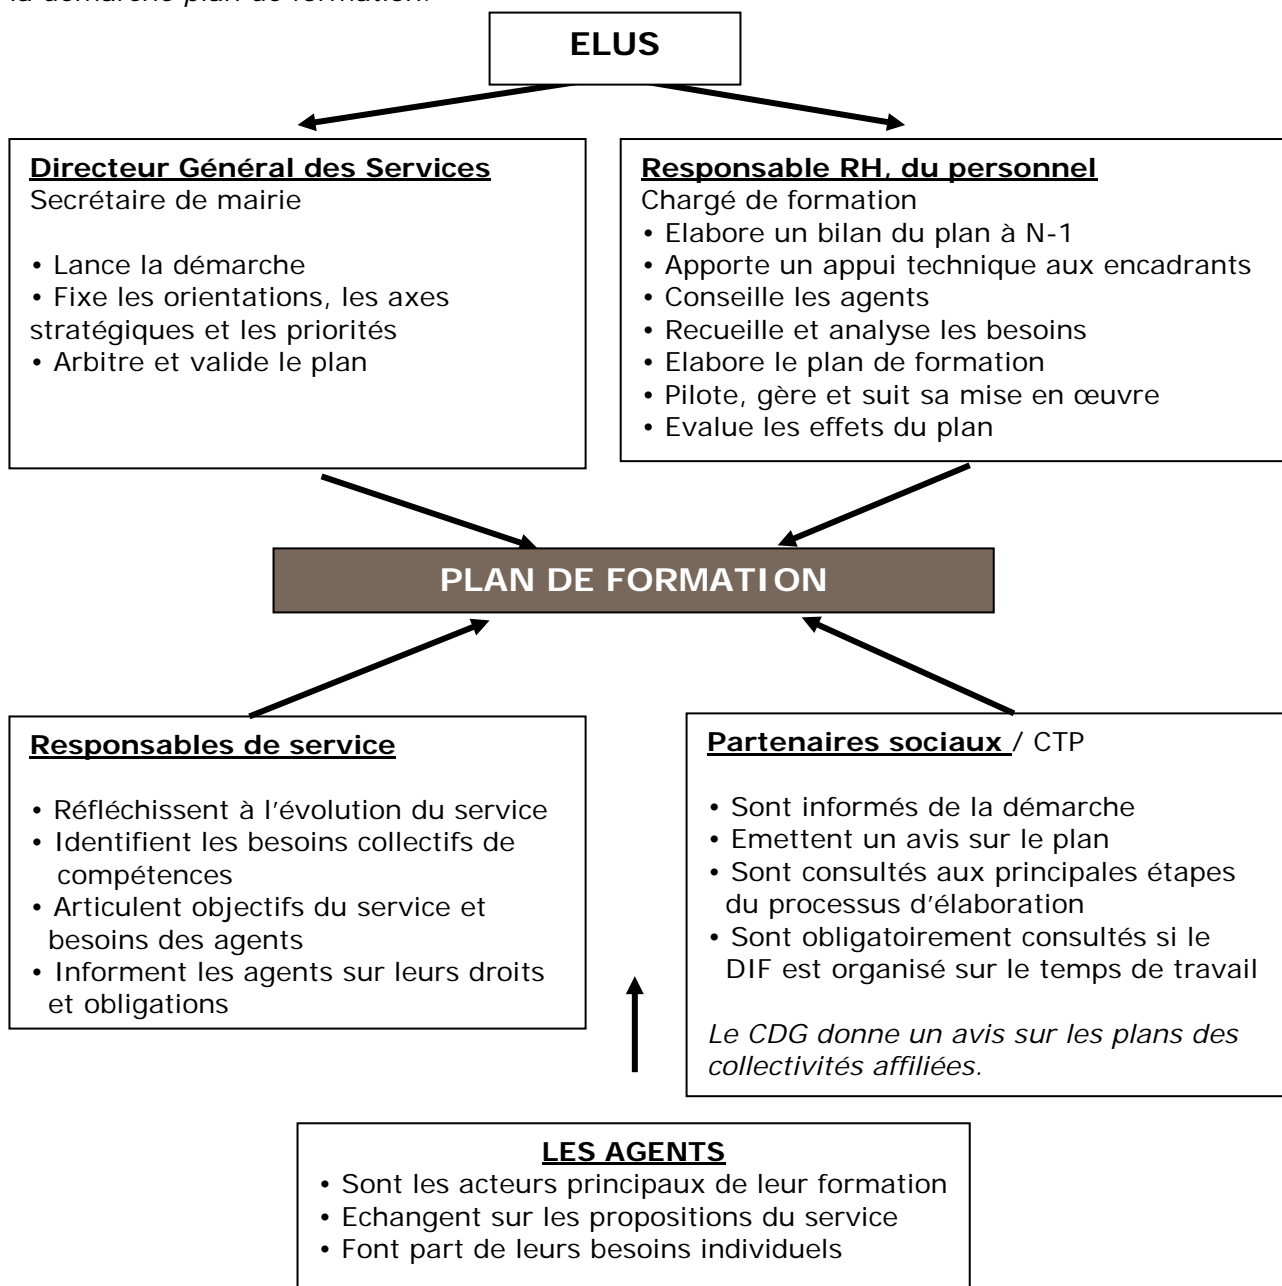 la démarche plan de formation.
ELUS
Directeur Général des Services
Secrétaire de mairie
• Lance la démarche
• Fixe les orientations, les axes
stratégiques et les priorités
• Arbitre et valide le plan
Responsable RH, du personnel
Chargé de formation
• Elabore un bilan du plan à N-1
• Apporte un appui technique aux encadrants
• Conseille les agents
• Recueille et analyse les besoins
• Elabore le plan de formation
• Pilote, gère et suit sa mise en œuvre
• Evalue les effets du plan
PLAN DE FORMATION
Responsables de service
• Réfléchissent à l'évolution du service
• Identifient les besoins collectifs de
compétences
• Articulent objectifs du service et
besoins des agents
• Informent les agents sur leurs droits
et obligations
Partenaires sociaux / CTP
• Sont informés de la démarche
• Emettent un avis sur le plan
• Sont consultés aux principales étapes
du processus d'élaboration
• Sont obligatoirement consultés si le
DIF est organisé sur le temps de travail
Le CDG donne un avis sur les plans des
collectivités affiliées.
LES AGENTS
• Sont les acteurs principaux de leur formation
• Echangent sur les propositions du service
• Font part de leurs besoins individuels